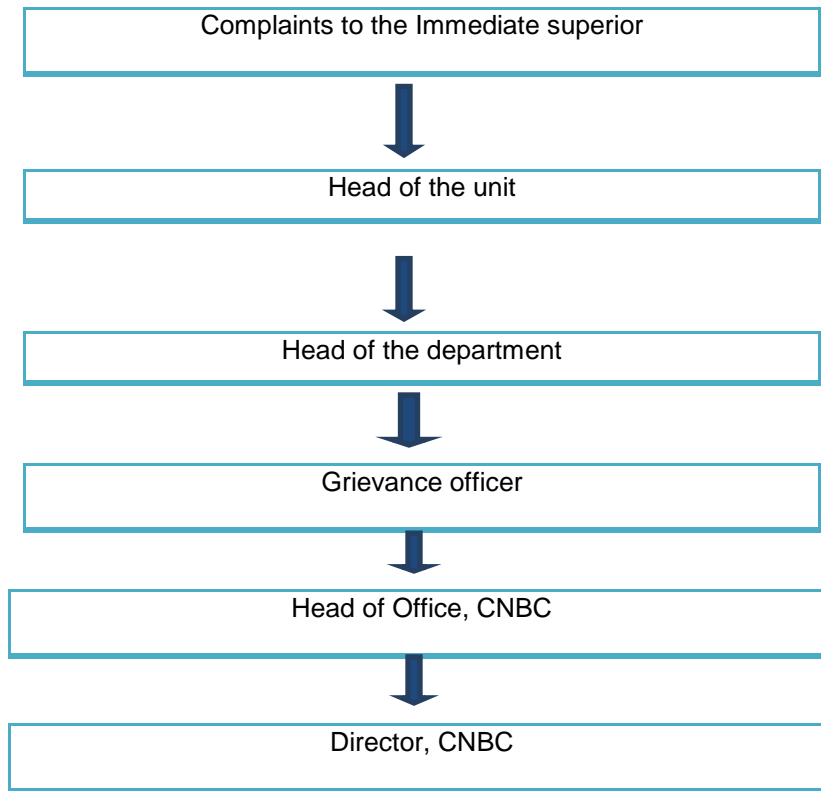 Complaints to the Immediate superior
Head of the unit
Head of the department
Grievance officer
Head of Office, CNBC
Director, CNBC